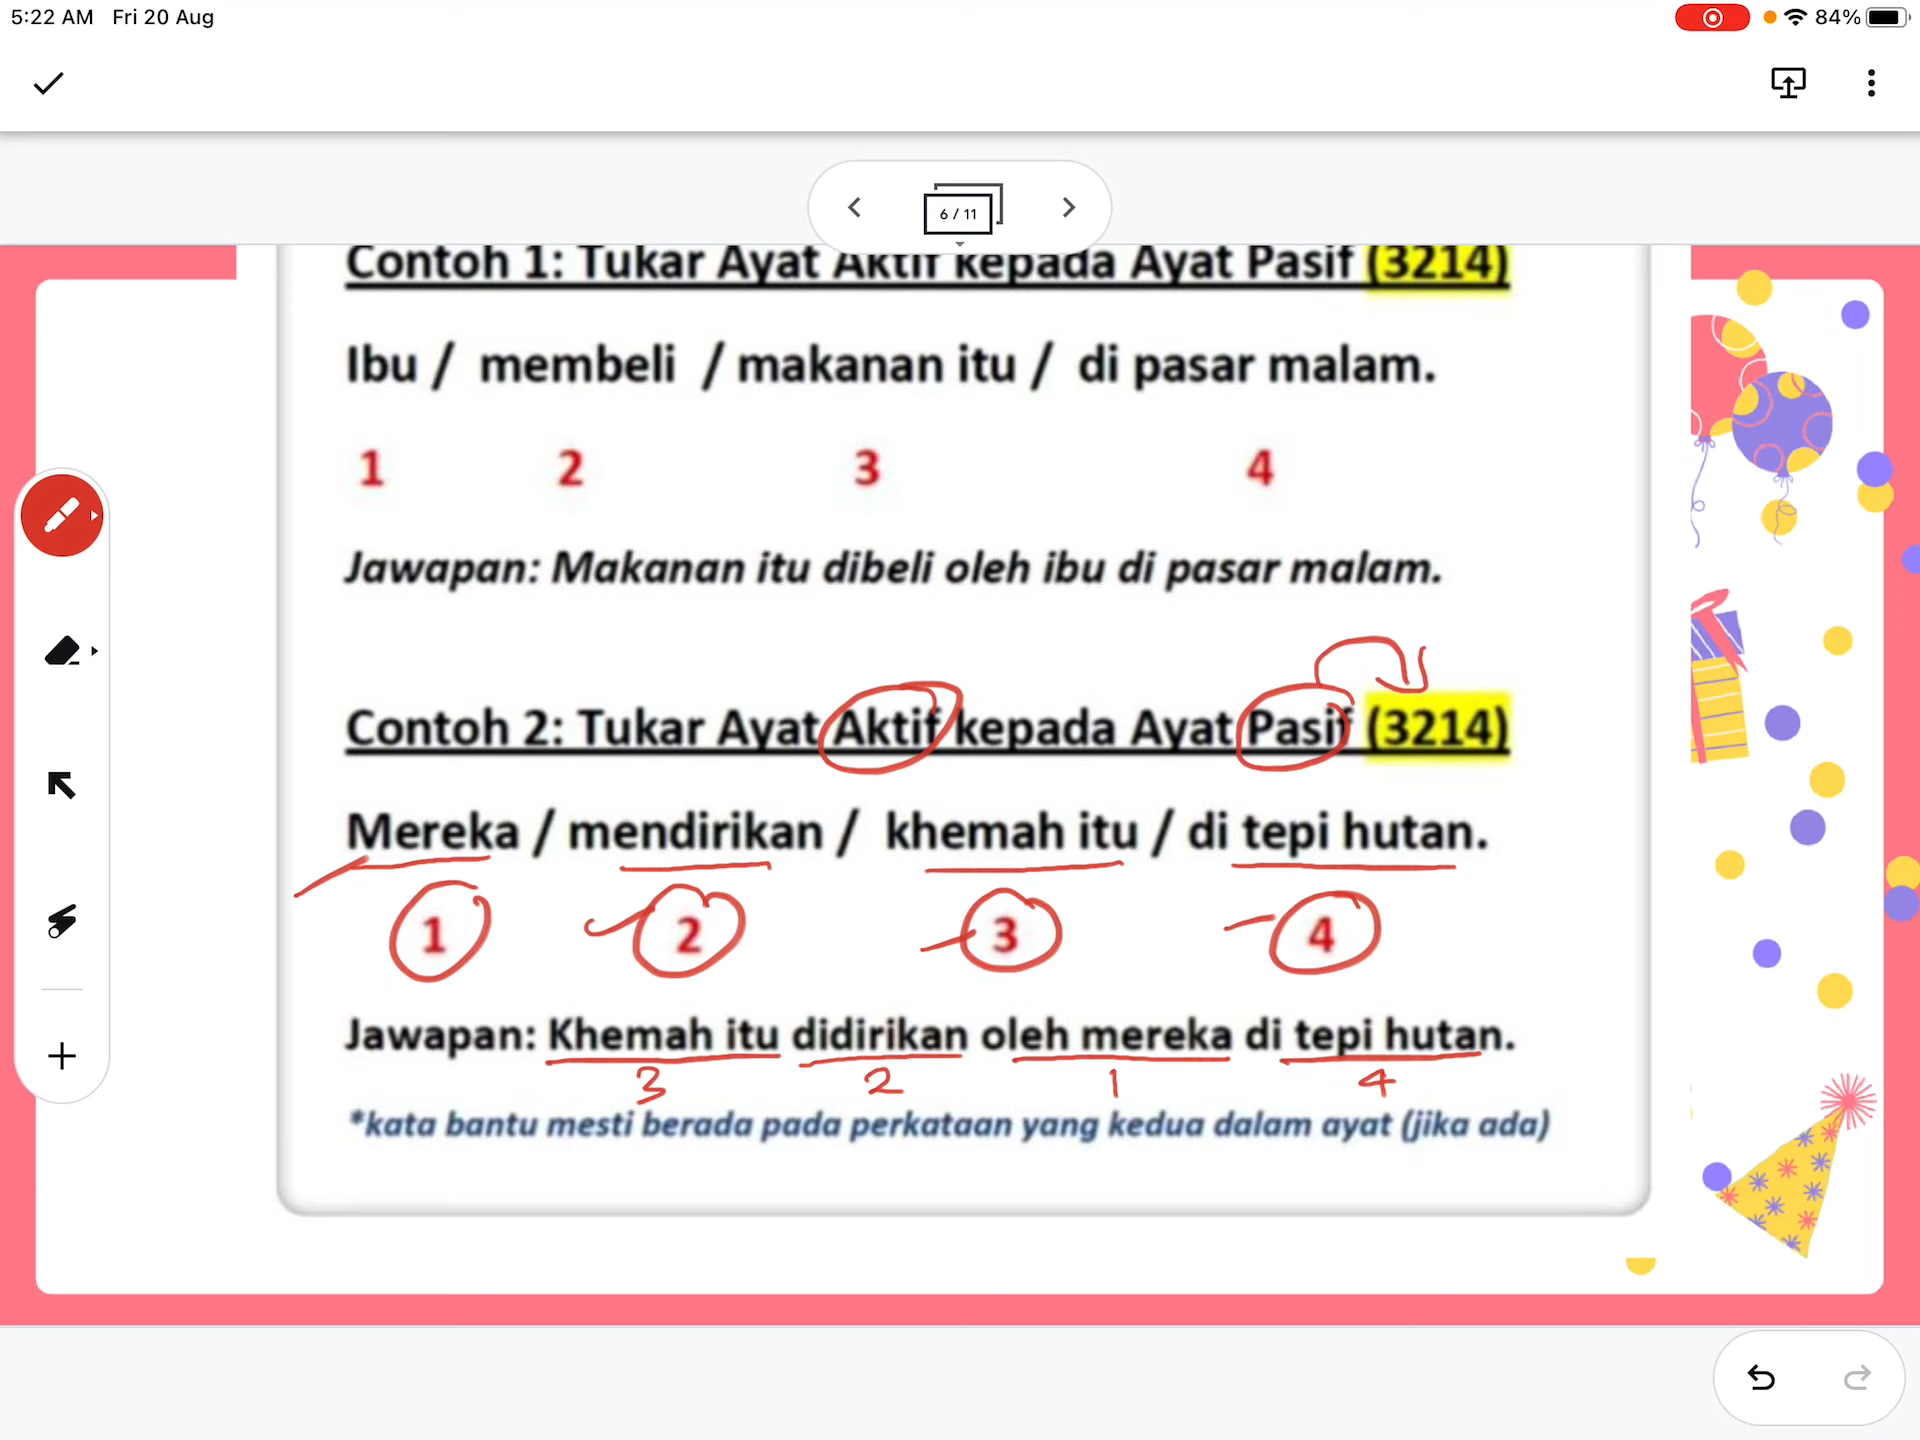 5:22 AM Fri 20 Aug
84%
6 / 11
Contoh 1: Tukar Ayat Aktif kepada Ayat Pasif (3214)
Ibu / membeli / makanan itu / di pasar malam.
1 2 3 4
Jawapan: Makanan itu dibeli oleh ibu di pasar malam.
Contoh 2: Tukar Ayat Aktif kepada Ayat Pasif (3214)
Mereka / mendirikan / khemah itu / di tepi hutan.
1 2 3 4
Jawapan: Khemah itu didirikan oleh mereka di tepi hutan.
3 2 1 4
*kata bantu mesti berada pada perkataan yang kedua dalam ayat (jika ada)